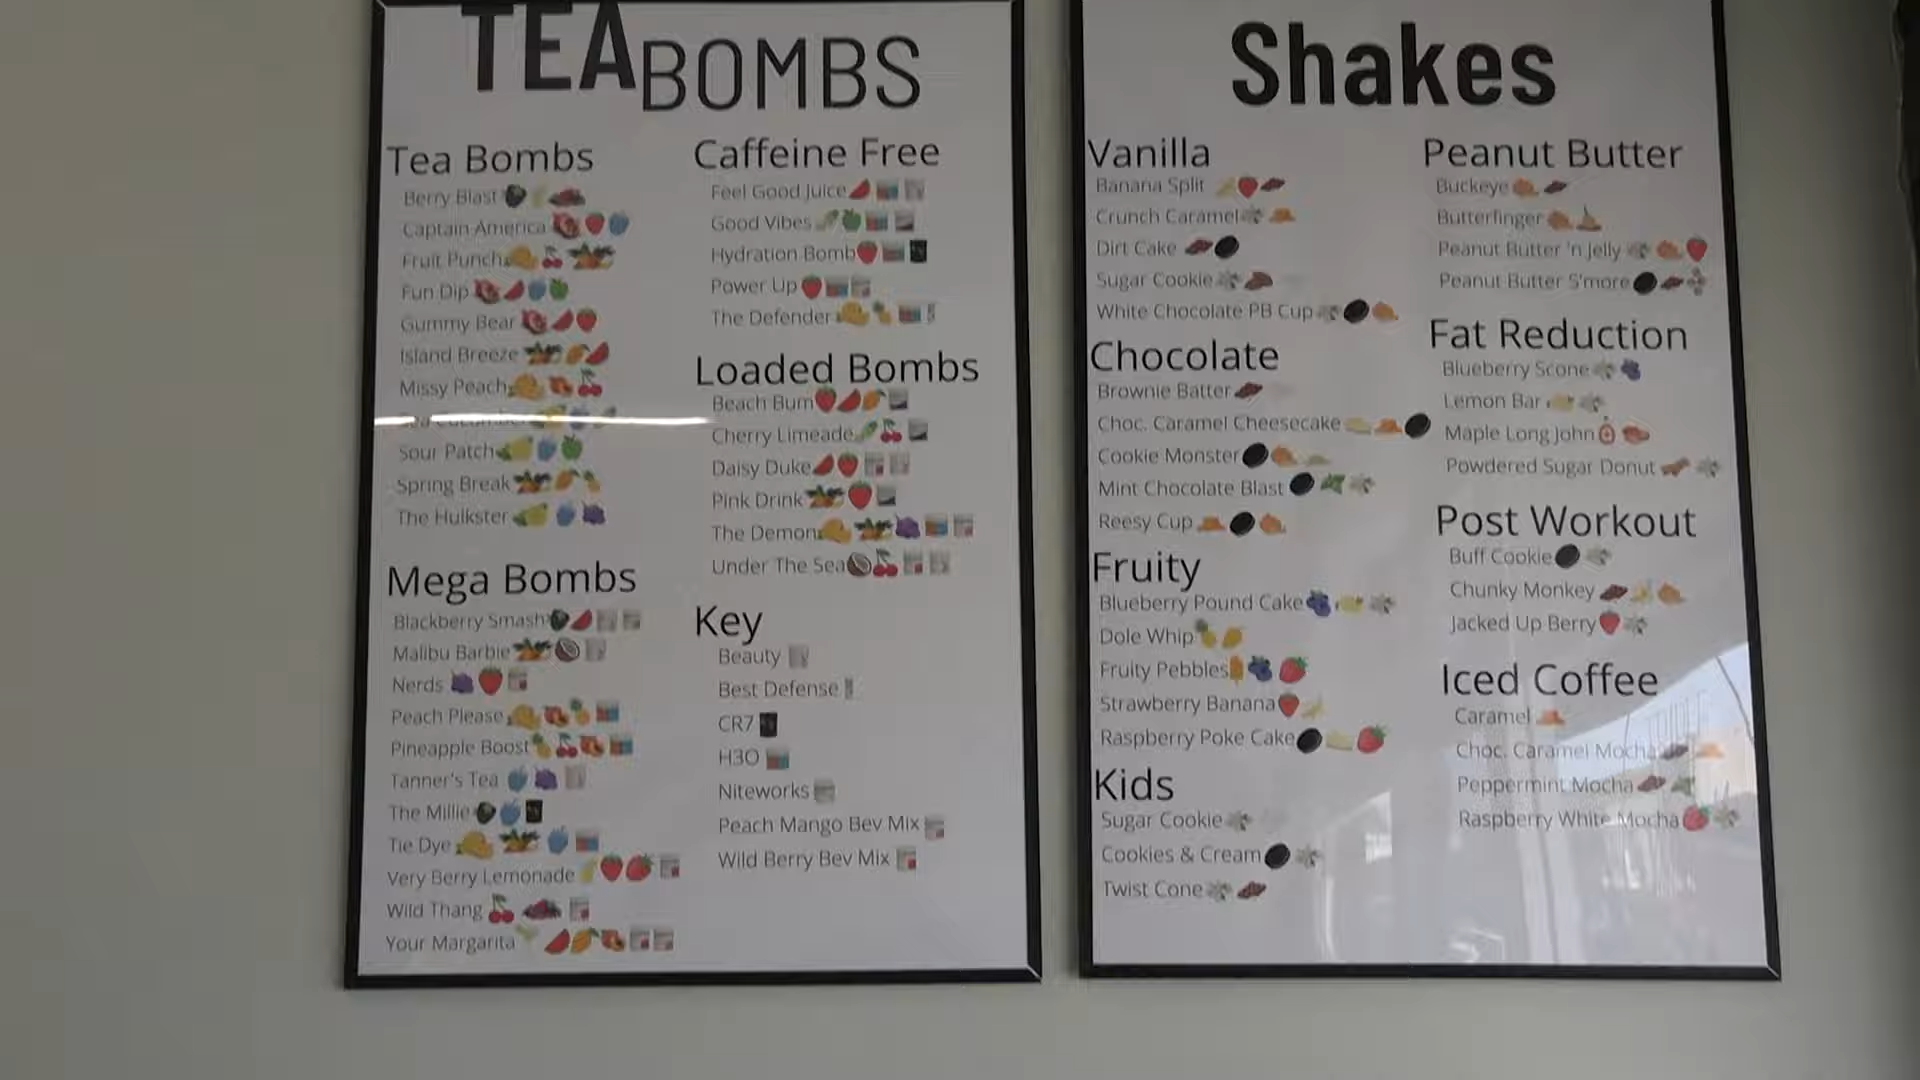 TEA BOMBS
Tea Bombs
Berry Blast
Captain America
Fruit Punch
Fun Dip
Gummy Bear
Island Breeze
Missy Peach
Sour Patch
Spring Break
The Hulkster
Mega Bombs
Blackberry Smash
Malibu Barbie
Nerds
Peach Please
Pineapple Boost
Tanner's Tea
The Millie
Tie Dye
Very Berry Lemonade
Wild Thang
Your Margarita
Caffeine Free
Feel Good Juice
Good Vibes
Hydration Bomb
Power Up
The Defender
Loaded Bombs
Beach Bum
Cherry Limeade
Daisy Duke
Pink Drink
The Demon
Under The Sea
Key
Beauty
Best Defense
CR7
H3O
Niteworks
Peach Mango Bev Mix
Wild Berry Bev Mix
Shakes
Vanilla
Banana Split
Crunch Caramel
Dirt Cake
Sugar Cookie
White Chocolate PB Cup
Chocolate
Brownie Batter
Choc. Caramel Cheesecake
Cookie Monster
Mint Chocolate Blast
Reesy Cup
Fruity
Blueberry Pound Cake
Dole Whip
Fruity Pebbles
Strawberry Banana
Raspberry Poke Cake
Kids
Sugar Cookie
Cookies & Cream
Twist Cone
Peanut Butter
Buckeye
Butterfinger
Peanut Butter 'n Jelly
Peanut Butter S'more
Fat Reduction
Blueberry Scone
Lemon Bar
Maple Long John
Powdered Sugar Donut
Post Workout
Buff Cookie
Chunky Monkey
Jacked Up Berry
Iced Coffee
Caramel
Choc. Caramel Mocha
Peppermint Mocha
Raspberry White Mocha